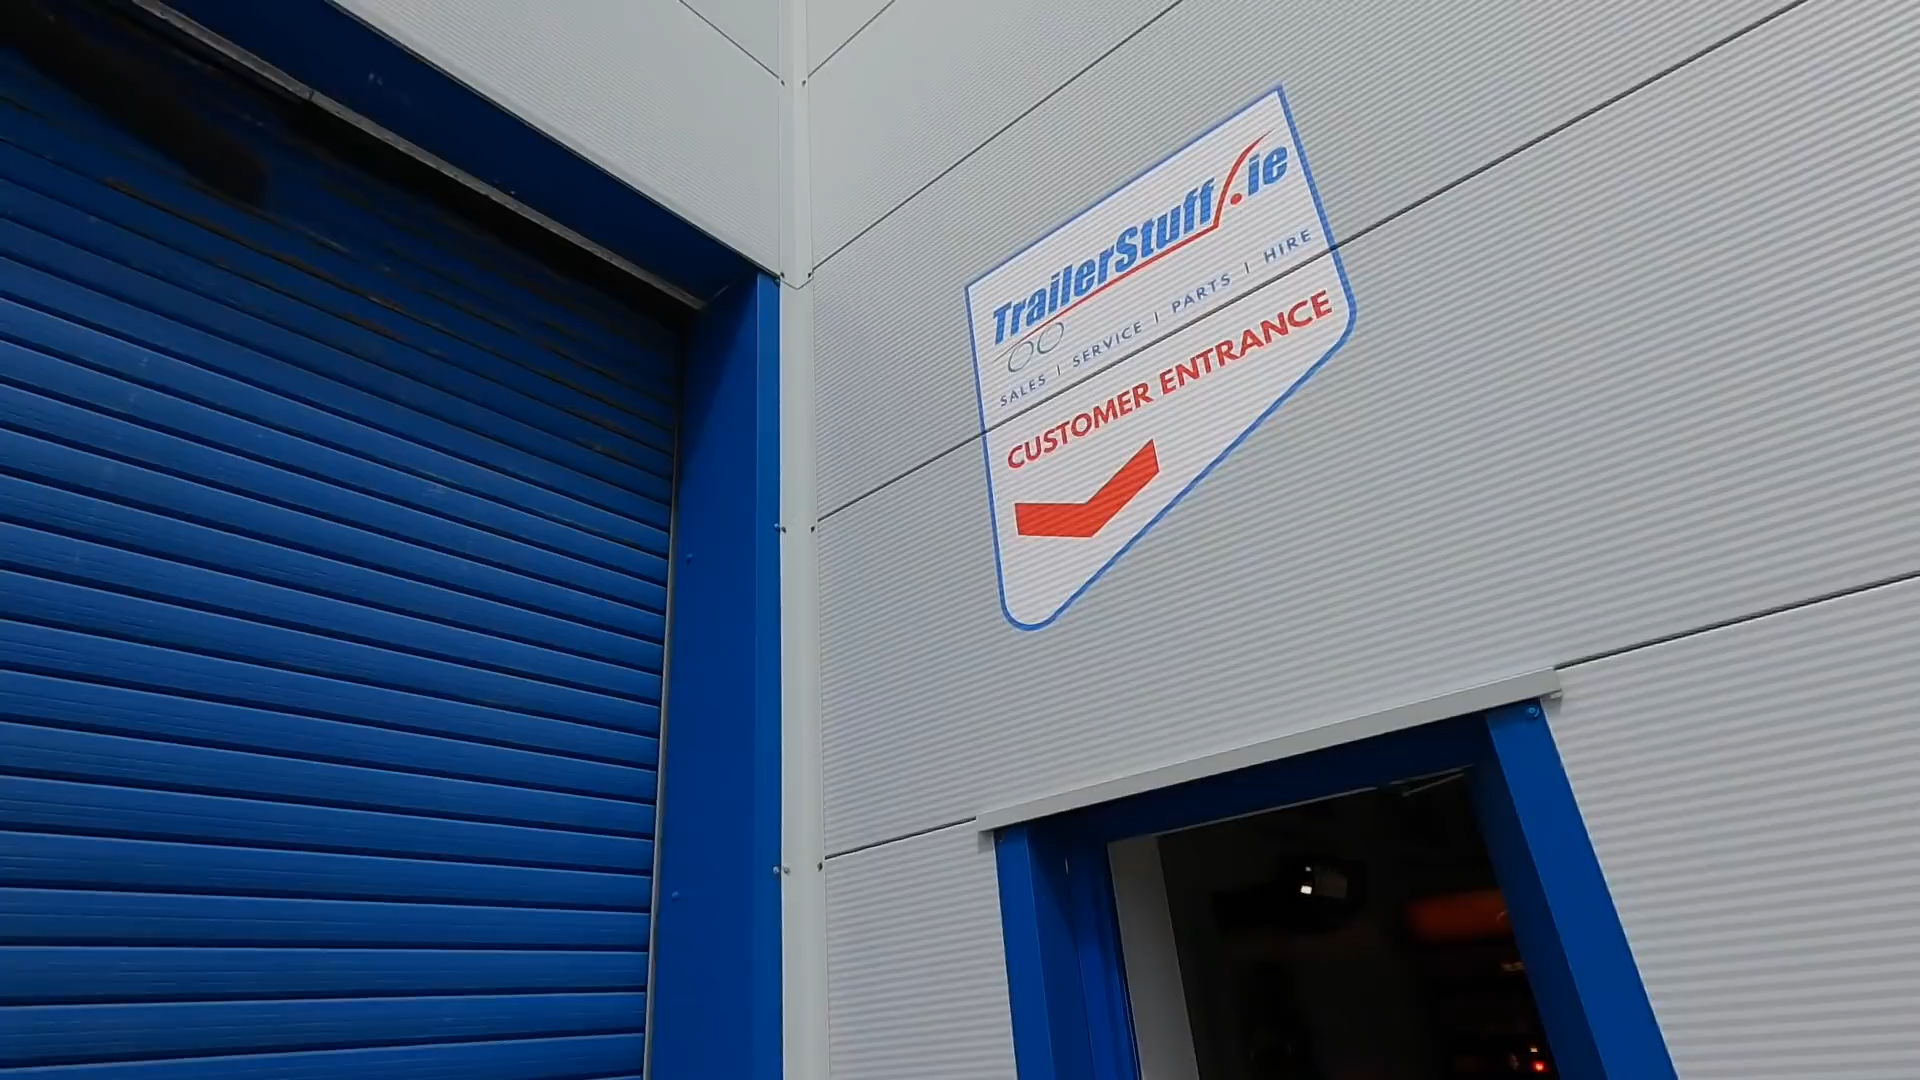 TrailerStuff.ie
SALES | SERVICE | PARTS | HIRE
CUSTOMER ENTRANCE